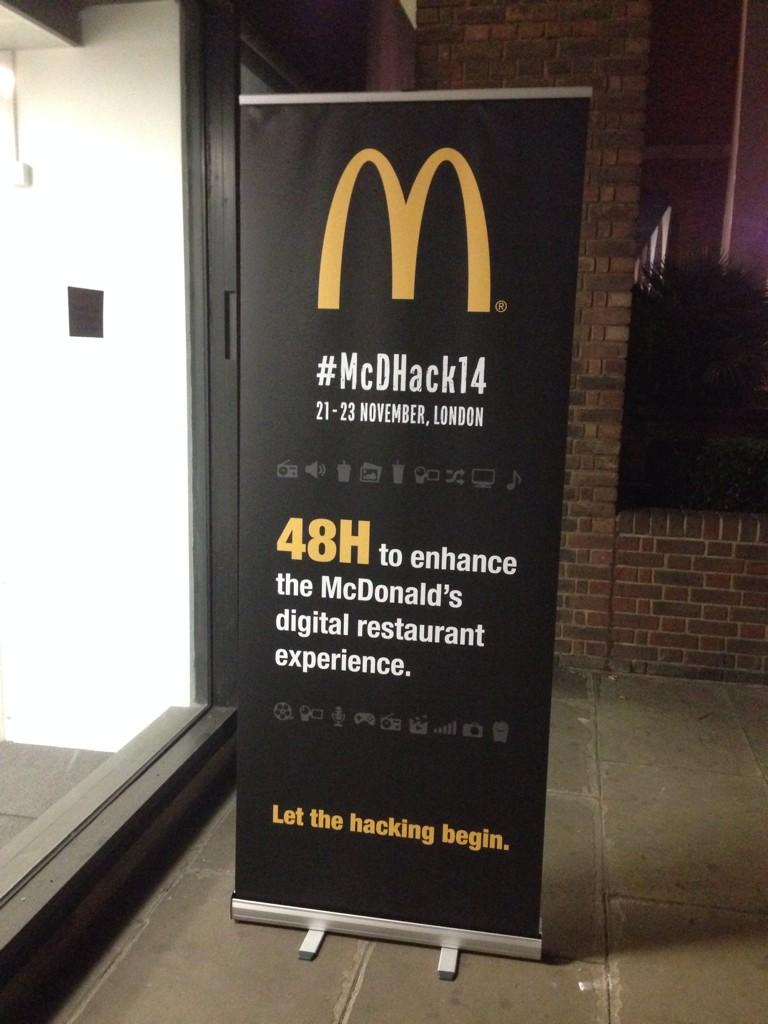 M®
#McDHack14
21-23 NOVEMBER, LONDON
48H to enhance
the McDonald's
digital restaurant
experience.
Let the hacking begin.